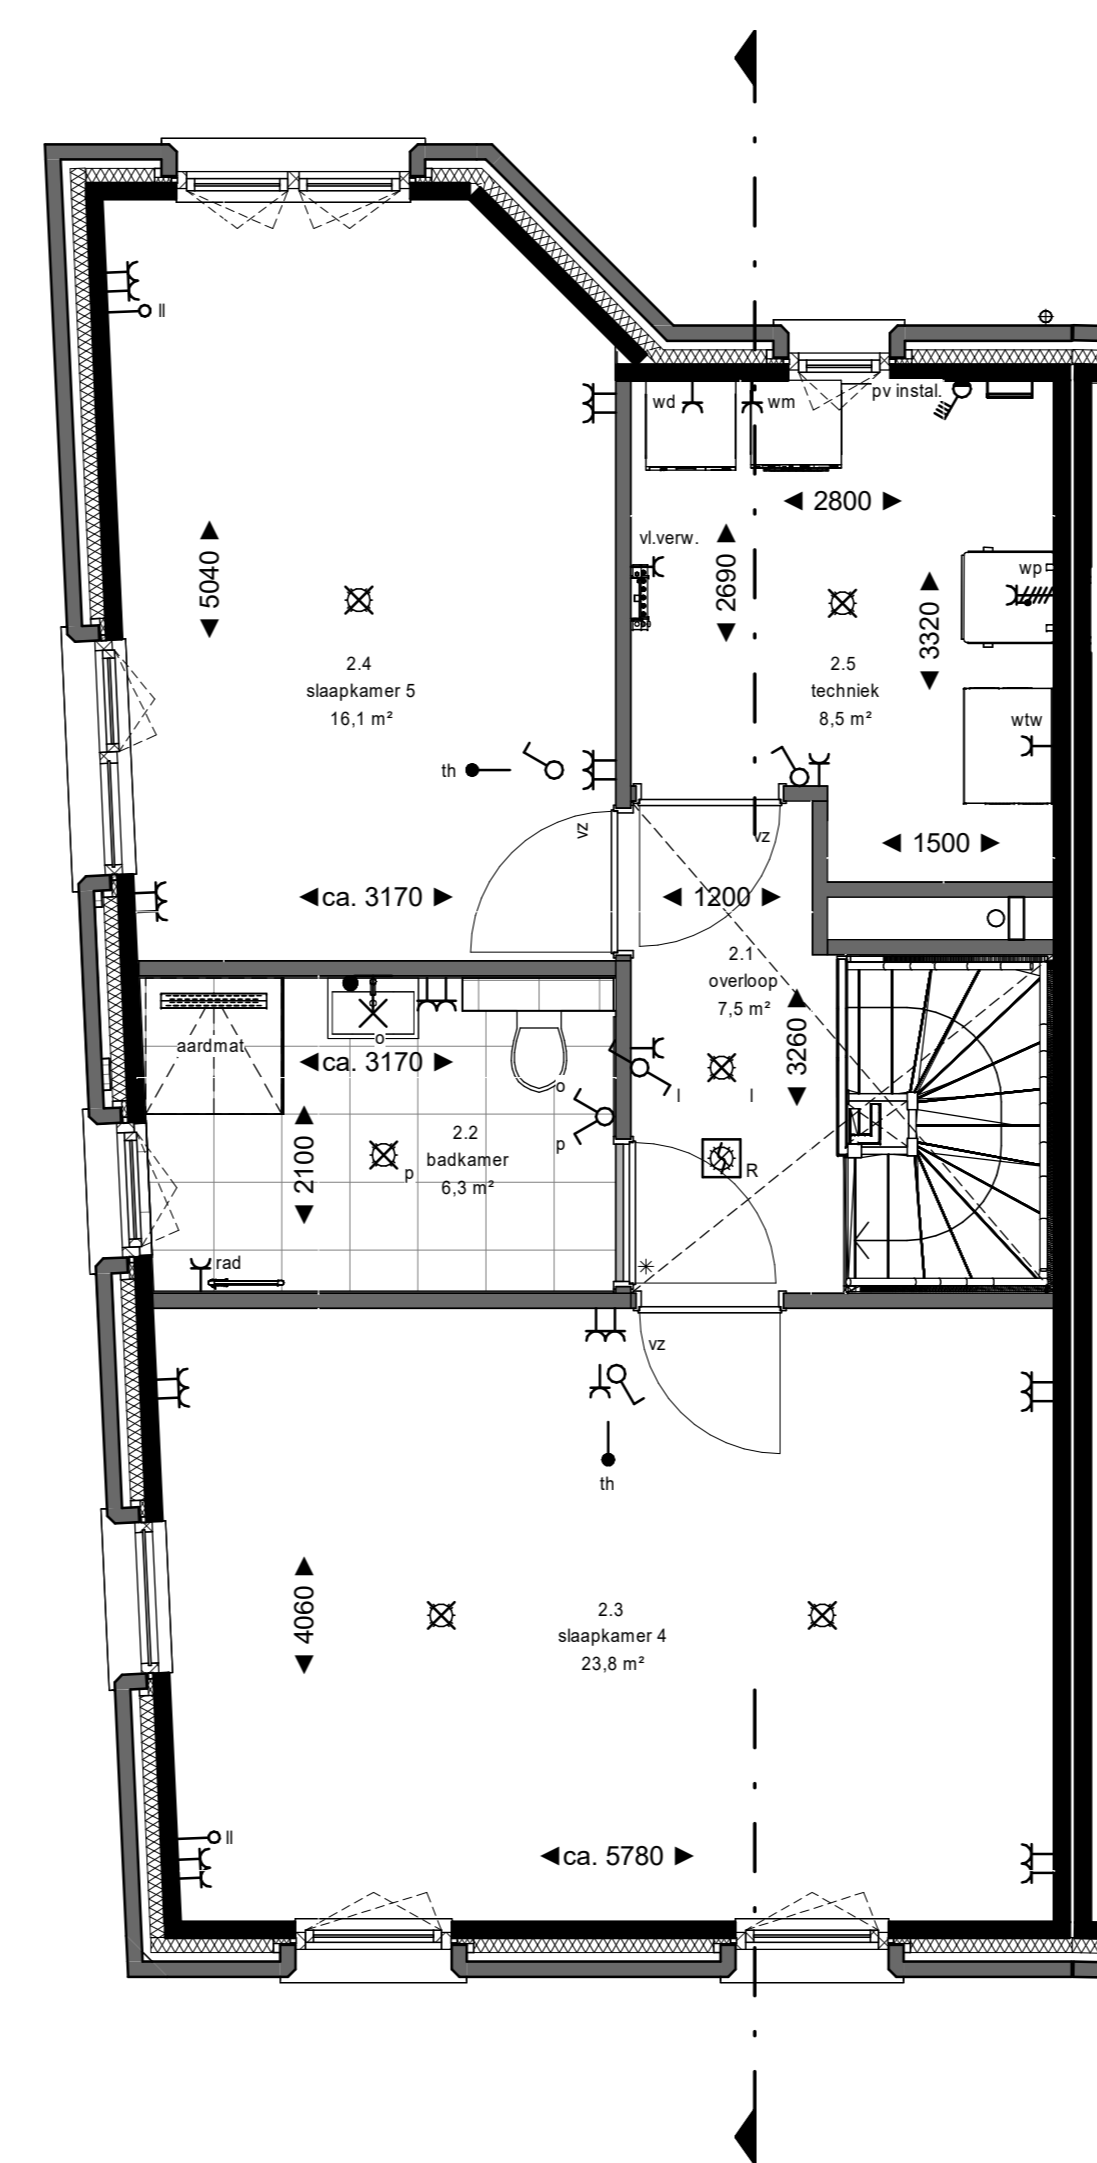 ll
wd
wm
pv instal.
2800
vl.verw.
5040
2690
3320
wp
2.4
slaapkamer 5
16,1 m²
2.5
techniek
8,5 m²
wtw
th
vz
vz
1500
ca. 3170
1200
2.1
overloop
7,5 m²
3260
aardmat
o
ca. 3170
o
l
l
2100
2.2
badkamer
6,3 m²
p
p
R
rad
*
vz
th
4060
2.3
slaapkamer 4
23,8 m²
ll
ca. 5780